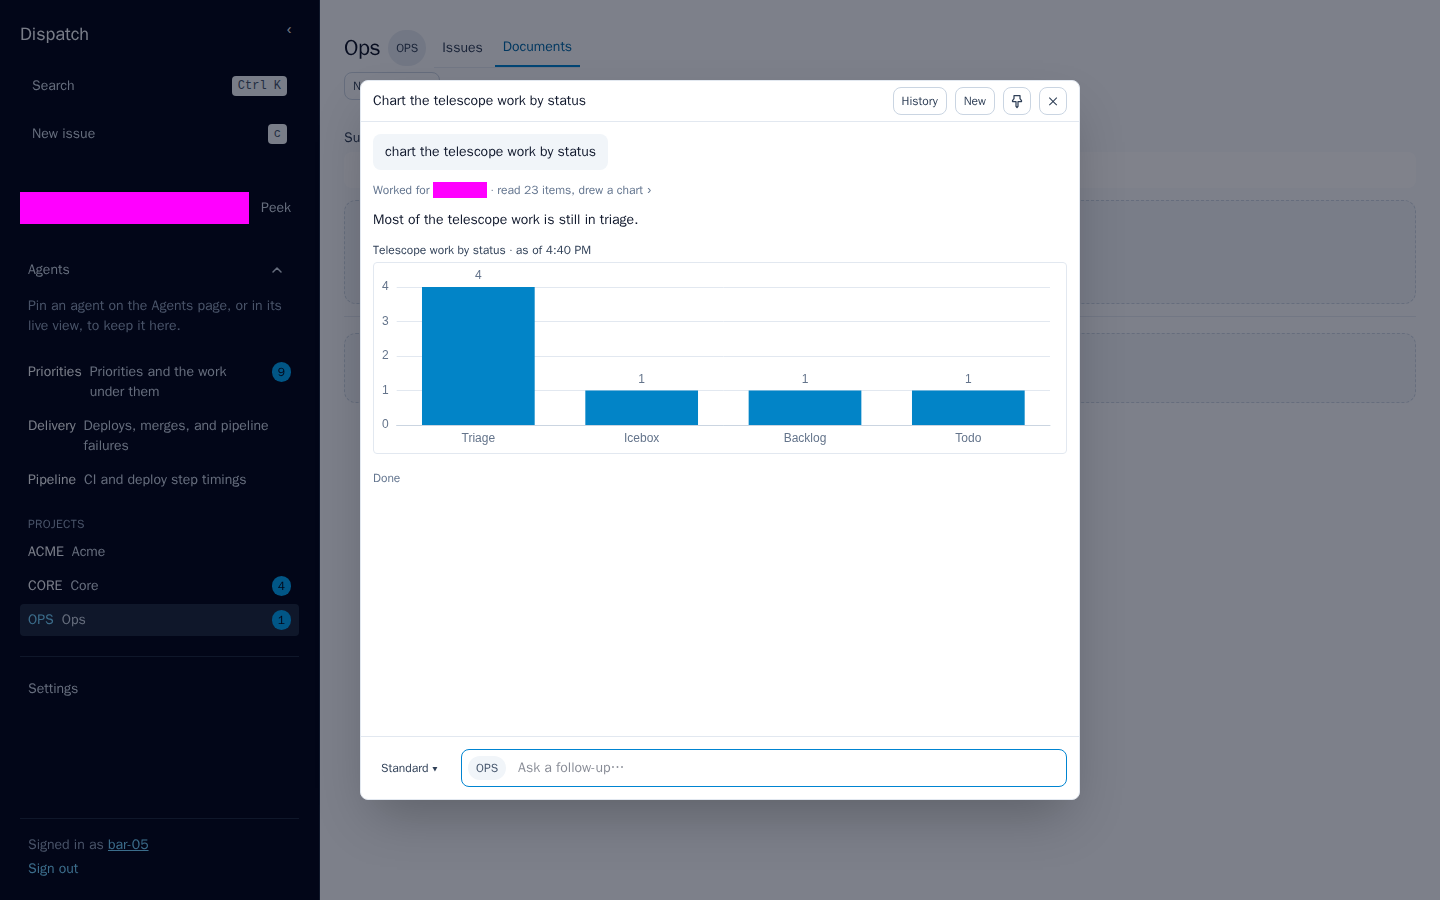 Dispatch
Search
Ctrl K
New issue
C
Peek
Agents
Pin an agent on the Agents page, or in its
live view, to keep it here.
Priorities Priorities and the work
under them
9
Delivery Deploys, merges, and pipeline
failures
Pipeline CI and deploy step timings
PROJECTS
ACME Acme
CORE Core
4
OPS Ops
1
Settings
Signed in as bar-05
Sign out
Ops OPS Issues Documents
Chart the telescope work by status
History
New
chart the telescope work by status
Worked for · read 23 items, drew a chart ›
Most of the telescope work is still in triage.
Telescope work by status · as of 4:40 PM
4
4
3
2
1
0
1
1
1
Triage Icebox Backlog Todo
Done
Standard ▾
OPS Ask a follow-up···